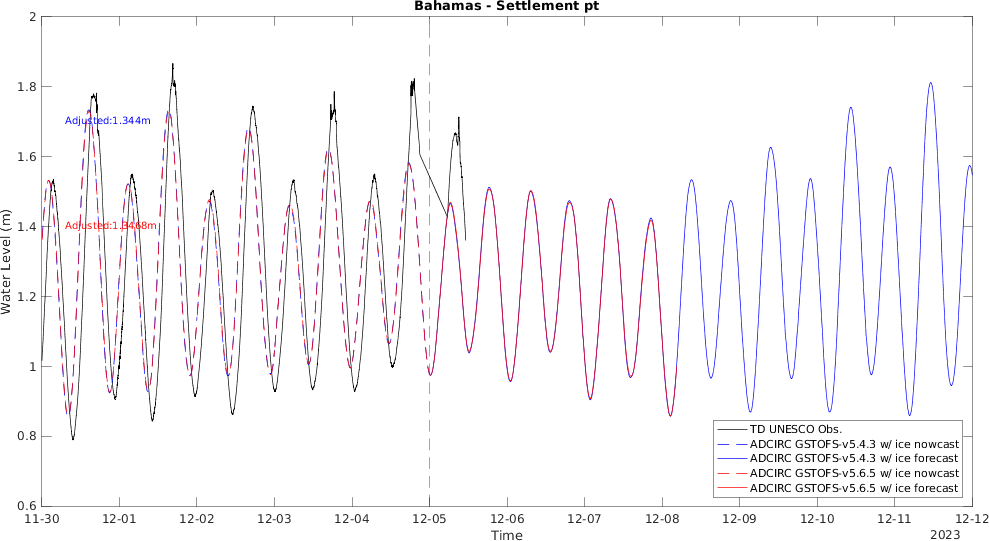 Bahamas - Settlement pt
2
1.8
1.6
1.4
1.2
1
0.8
0.6
Water Level (m)
Adjusted:1.344m
Adjusted:1.3468m
TD UNESCO Obs.
ADCIRC GSTOFS-v5.4.3 w/ ice nowcast
ADCIRC GSTOFS-v5.4.3 w/ ice forecast
ADCIRC GSTOFS-v5.6.5 w/ ice nowcast
ADCIRC GSTOFS-v5.6.5 w/ ice forecast
11-30 12-01 12-02 12-03 12-04 12-05 12-06 12-07 12-08 12-09 12-10 12-11 12-12
Time
2023